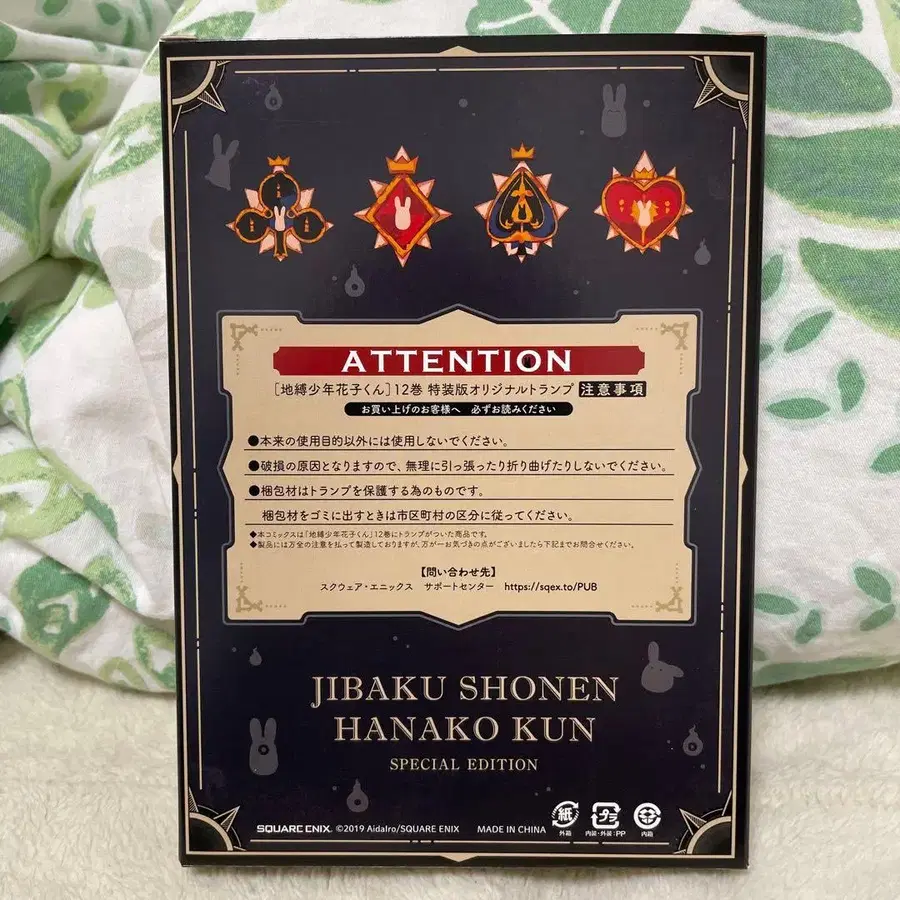 ATTENTION
［地縛少年花子くん］12巻 特装版オリジナルトランプ 注意事項
お買い上げのお客様へ 必ずお読みください
●本来の使用目的以外には使用しないでください。
●破損の原因となりますので、無理に引っ張ったり折り曲げたりしないでください。
●梱包材はトランプを保護する為のものです。
梱包材をゴミに出すときは市区町村の区分に従ってください。
◆本コミックスは「地縛少年花子くん」12巻にトランプがついた商品です。
◆製品には万全の注意を払って製造しておりますが、万が一お気づきの点がございましたら下記までお問合せください。
【問い合わせ先】
スクウェア・エニックス サポートセンター https://sqex.to/PUB
JIBAKU SHONEN
HANAKO KUN
SPECIAL EDITION
SQUARE ENIX. ©2019 AidaIro/SQUARE ENIX MADE IN CHINA
紙 プラ
外箱 内装・外装:PP 内箱